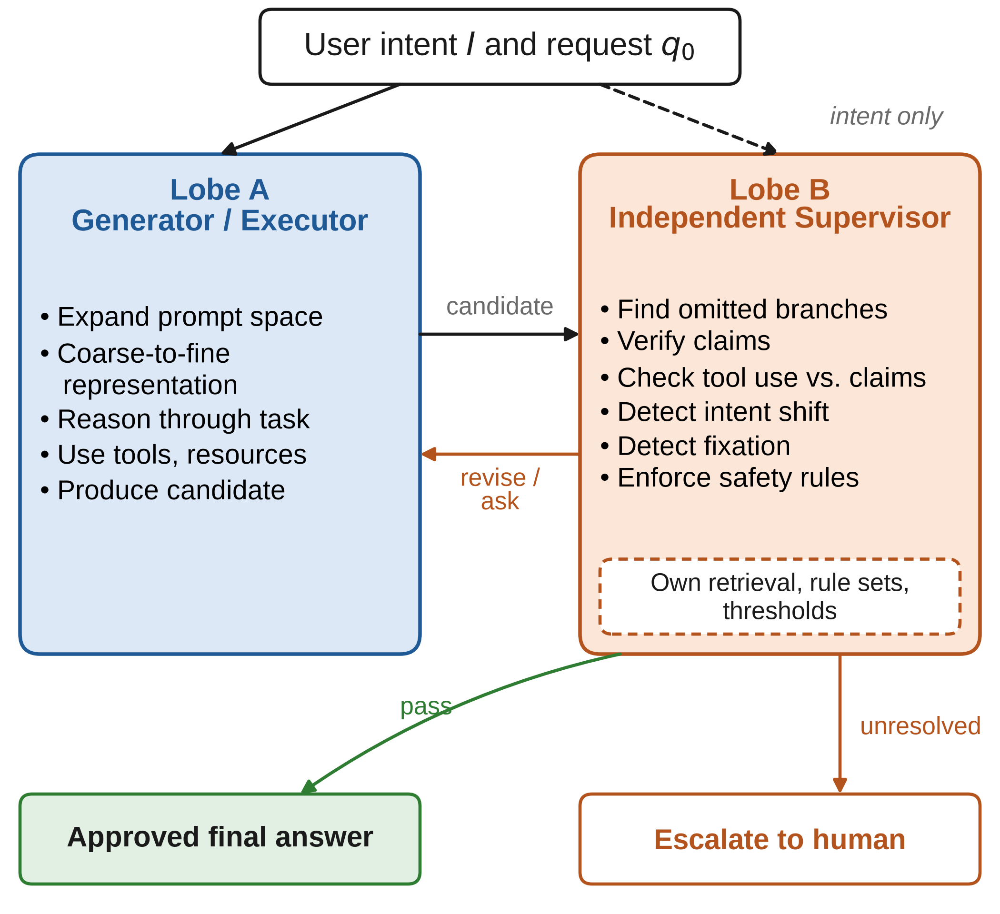 User intent I and request q₀
intent only
Lobe A
Generator / Executor
• Expand prompt space
• Coarse-to-fine
representation
• Reason through task
• Use tools, resources
• Produce candidate
candidate
revise /
ask
Lobe B
Independent Supervisor
• Find omitted branches
• Verify claims
• Check tool use vs. claims
• Detect intent shift
• Detect fixation
• Enforce safety rules
Own retrieval, rule sets,
thresholds
pass
unresolved
Approved final answer
Escalate to human